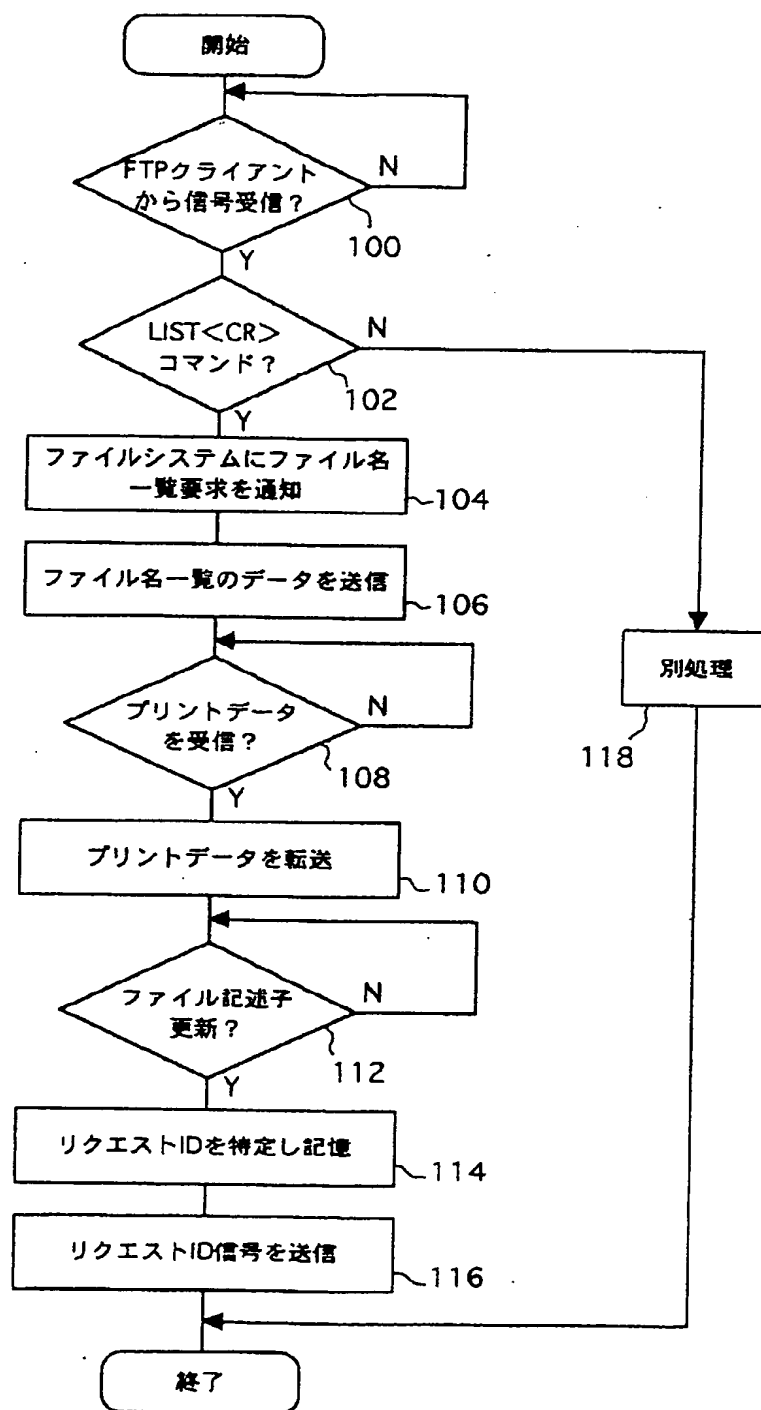 開始
FTPクライアント
から信号受信?
N
100
Y
LIST<CR>
コマンド?
N
102
Y
ファイルシステムにファイル名
一覧要求を通知
104
ファイル名一覧のデータを送信
106
別処理
118
プリントデータ
を受信?
N
108
Y
プリントデータを転送
110
ファイル記述子
更新?
N
112
Y
リクエストIDを特定し記憶
114
リクエストID信号を送信
116
終了